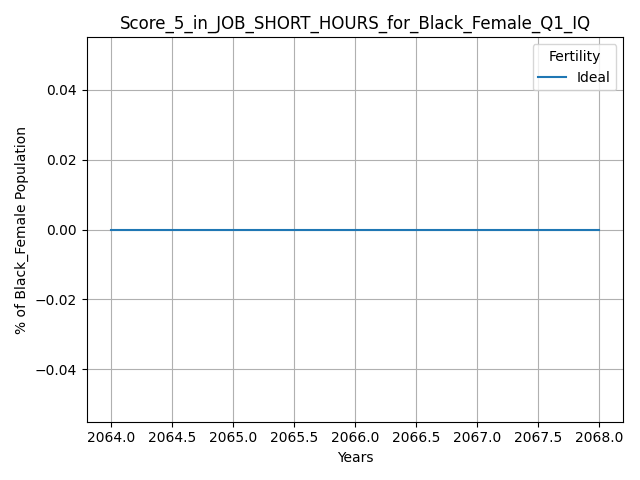 Score_5_in_JOB_SHORT_HOURS_for_Black_Female_Q1_IQ
Fertility
Ideal
% of Black_Female Population
0.04
0.02
0.00
−0.02
−0.04
2064.0 2064.5 2065.0 2065.5 2066.0 2066.5 2067.0 2067.5 2068.0
Years